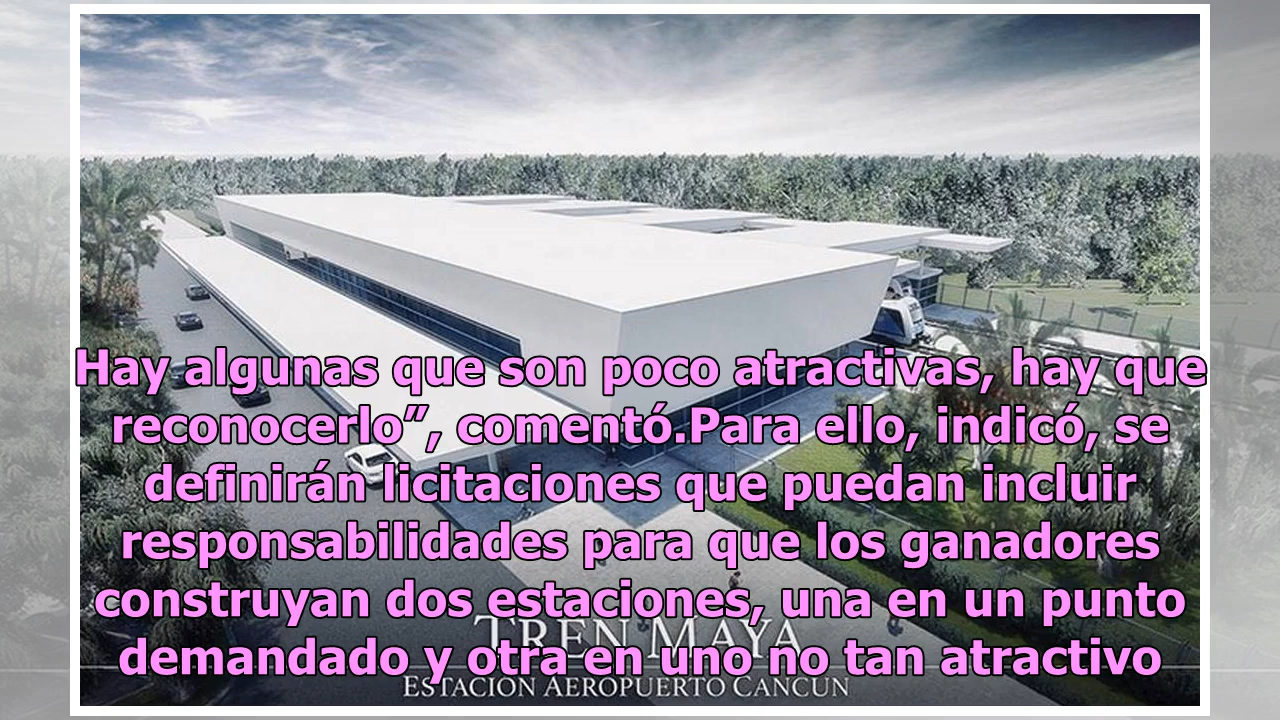 Hay algunas que son poco atractivas, hay que
reconocerlo”, comentó.Para ello, indicó, se
definirán licitaciones que puedan incluir
responsabilidades para que los ganadores
construyan dos estaciones, una en un punto
demandado y otra en uno no tan atractivo
TREN MAYA
ESTACIÓN AEROPUERTO CANCÚN